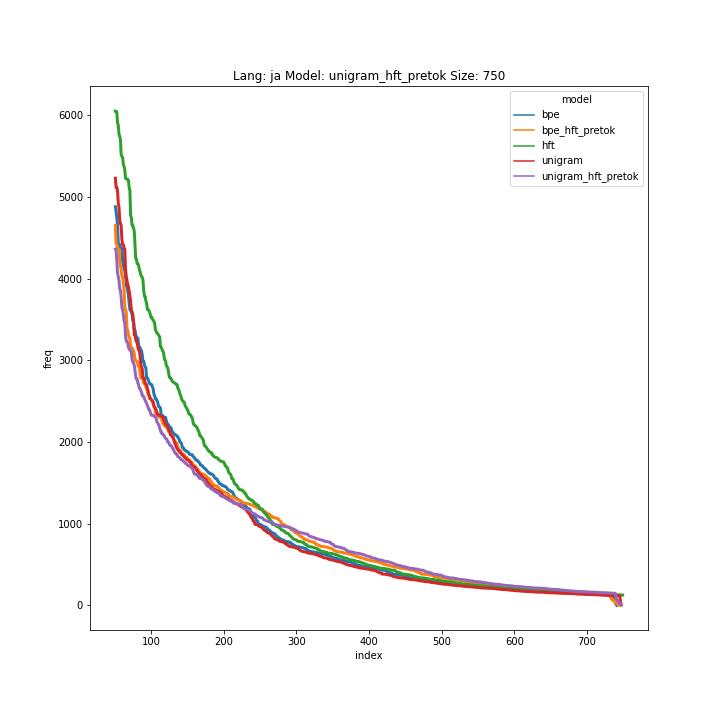 Lang: ja Model: unigram_hft_pretok Size: 750
model
bpe
bpe_hft_pretok
hft
unigram
unigram_hft_pretok
6000
5000
4000
3000
2000
1000
0
freq
100 200 300 400 500 600 700
index